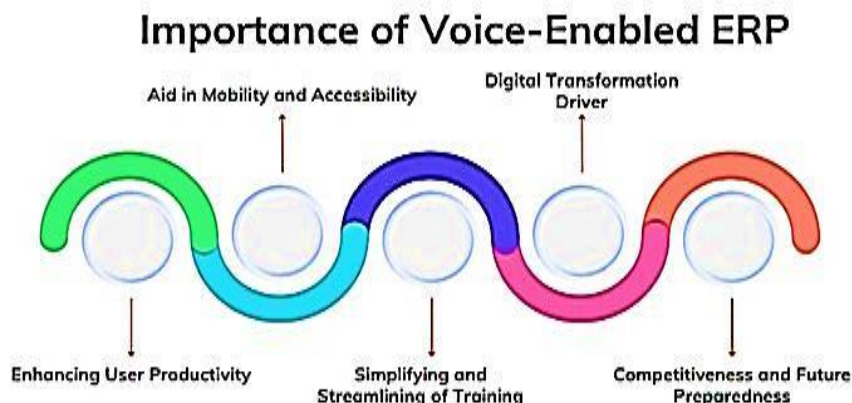 Importance of Voice-Enabled ERP
Aid in Mobility and Accessibility
Digital Transformation
Driver
Enhancing User Productivity
Simplifying and
Streamlining of Training
Competitiveness and Future
Preparedness